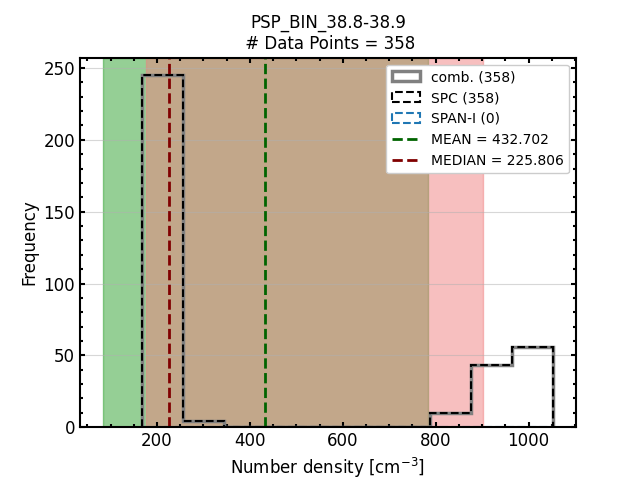 PSP_BIN_38.8-38.9
# Data Points = 358
comb. (358)
SPC (358)
SPAN-I (0)
MEAN = 432.702
MEDIAN = 225.806
Frequency
250
200
150
100
50
0
200 400 600 800 1000
Number density [cm⁻³]